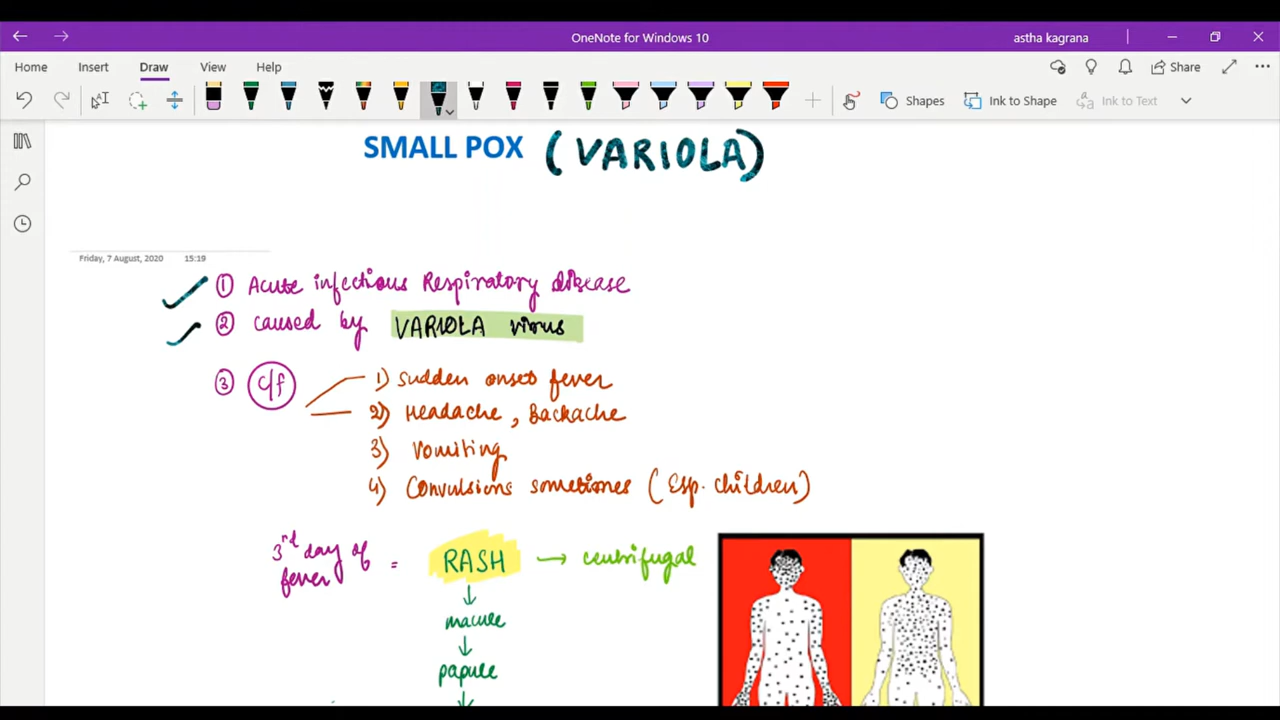 OneNote for Windows 10
astha kagrana
Home Insert Draw View Help
Share
Shapes Ink to Shape Ink to Text
SMALL POX (VARIOLA)
Friday, 7 August, 2020 15:19
① Acute infectious Respiratory disease
② caused by VARIOLA virus
③ c/f
1) Sudden onset fever
2) Headache, Backache
3) Vomiting
4) Convulsions sometimes (Esp. children)
3rd day of fever = RASH → centrifugal
↓
macule
↓
papule
↓